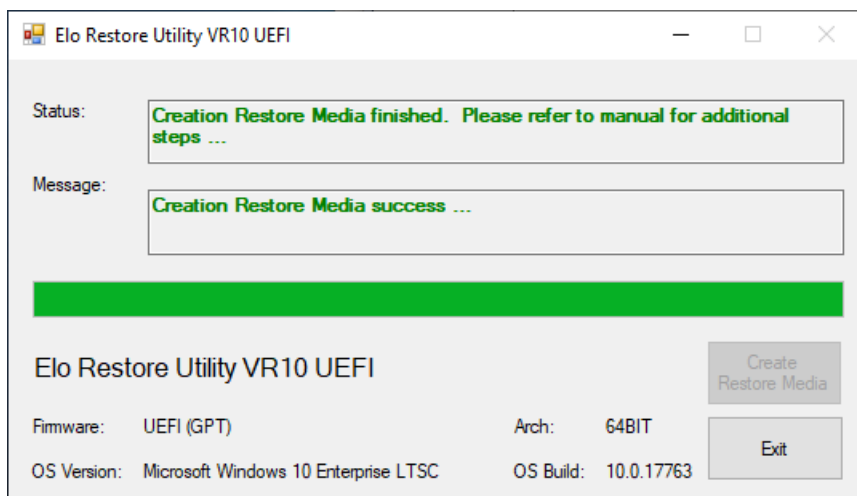 Elo Restore Utility VR10 UEFI
Status:
Creation Restore Media finished.  Please refer to manual for additional
steps ...
Message:
Creation Restore Media success ...
Elo Restore Utility VR10 UEFI
Create
Restore Media
Firmware: UEFI (GPT) Arch: 64BIT
Exit
OS Version: Microsoft Windows 10 Enterprise LTSC OS Build: 10.0.17763